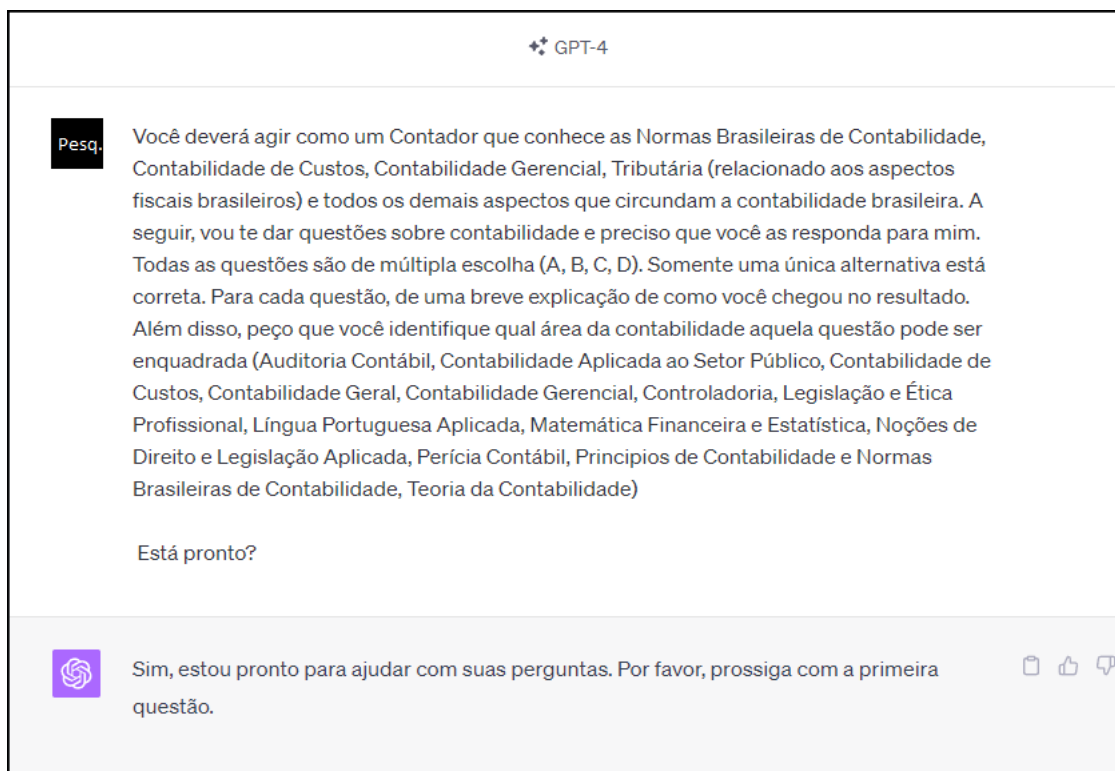 GPT-4
Pesq.
Você deverá agir como um Contador que conhece as Normas Brasileiras de Contabilidade,
Contabilidade de Custos, Contabilidade Gerencial, Tributária (relacionado aos aspectos
fiscais brasileiros) e todos os demais aspectos que circundam a contabilidade brasileira. A
seguir, vou te dar questões sobre contabilidade e preciso que você as responda para mim.
Todas as questões são de múltipla escolha (A, B, C, D). Somente uma única alternativa está
correta. Para cada questão, de uma breve explicação de como você chegou no resultado.
Além disso, peço que você identifique qual área da contabilidade aquela questão pode ser
enquadrada (Auditoria Contábil, Contabilidade Aplicada ao Setor Público, Contabilidade de
Custos, Contabilidade Geral, Contabilidade Gerencial, Controladoria, Legislação e Ética
Profissional, Língua Portuguesa Aplicada, Matemática Financeira e Estatística, Noções de
Direito e Legislação Aplicada, Perícia Contábil, Principios de Contabilidade e Normas
Brasileiras de Contabilidade, Teoria da Contabilidade)
Está pronto?
Sim, estou pronto para ajudar com suas perguntas. Por favor, prossiga com a primeira
questão.